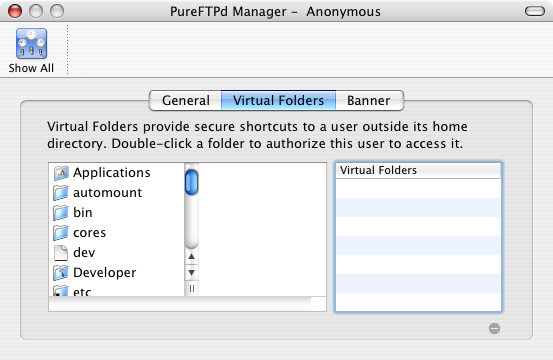 PureFTPd Manager - Anonymous
Show All
General
Virtual Folders
Banner
Virtual Folders provide secure shortcuts to a user outside its home
directory. Double-click a folder to authorize this user to access it.
Applications
automount
bin
cores
dev
Developer
etc
Virtual Folders